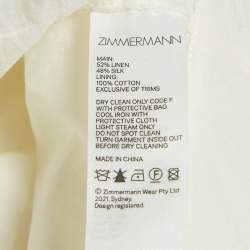 ZIMMERMANN
MAIN:
52% LINEN
48% SILK
LINING:
100% COTTON
EXCLUSIVE OF TRIMS
DRY CLEAN ONLY CODE F
WITH PROTECTIVE BAG
COOL IRON WITH
PROTECTIVE CLOTH
LIGHT STEAM ONLY
DO NOT SPOT CLEAN
TURN GARMENT INSIDE OUT
BEFORE DRY CLEANING
MADE IN CHINA
© Zimmermann Wear Pty Ltd
2021, Sydney.
Design registered